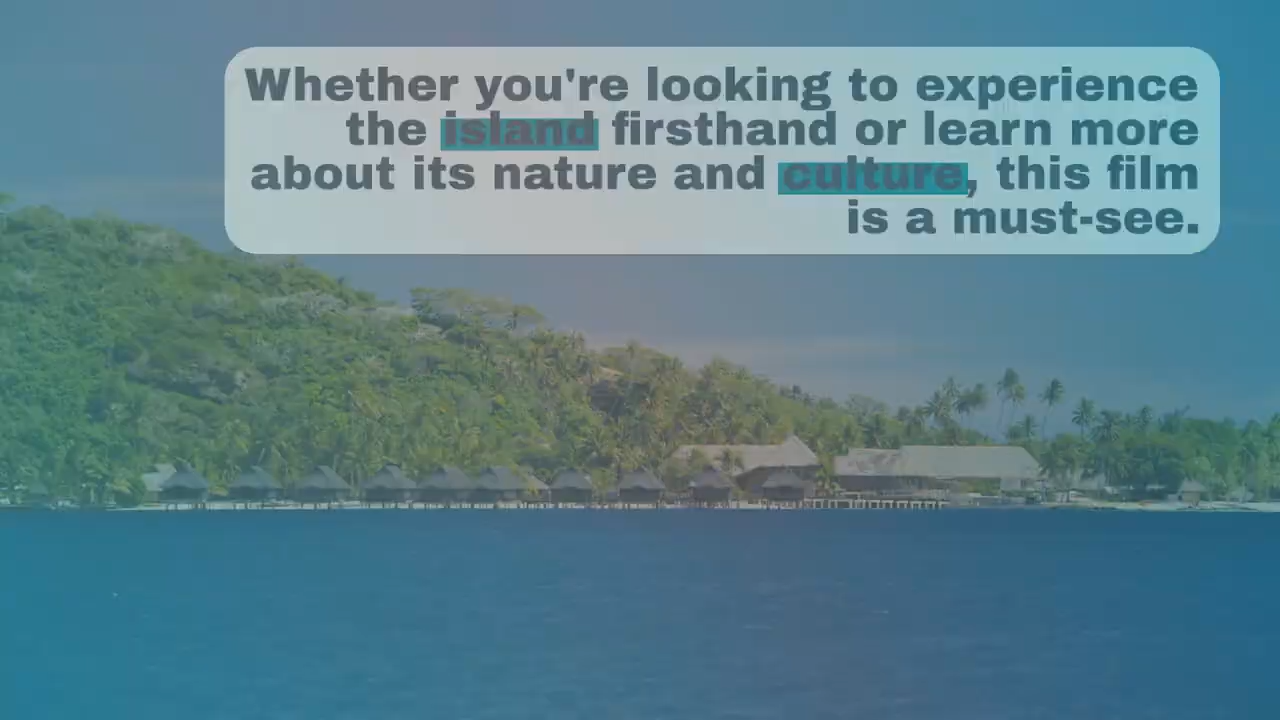 Whether you're looking to experience
the island firsthand or learn more
about its nature and culture, this film
is a must-see.